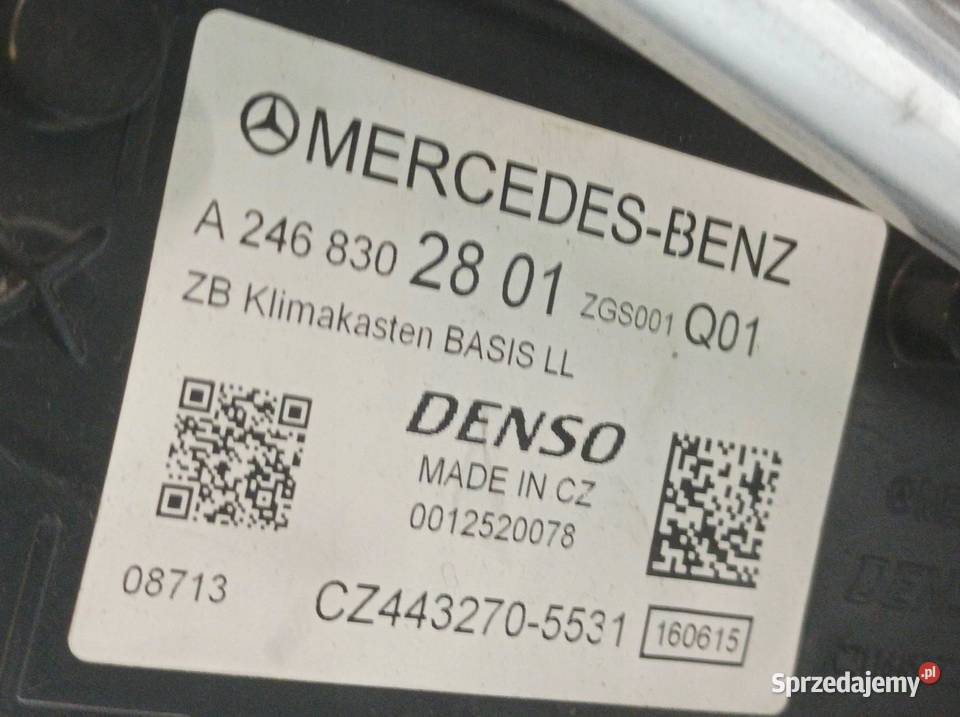 MERCEDES-BENZ
A 246 830 28 01 ZGS001 Q01
ZB Klimakasten BASIS LL
DENSO
MADE IN CZ
0012520078
08713
CZ443270-5531 160615
Sprzedajemy.pl